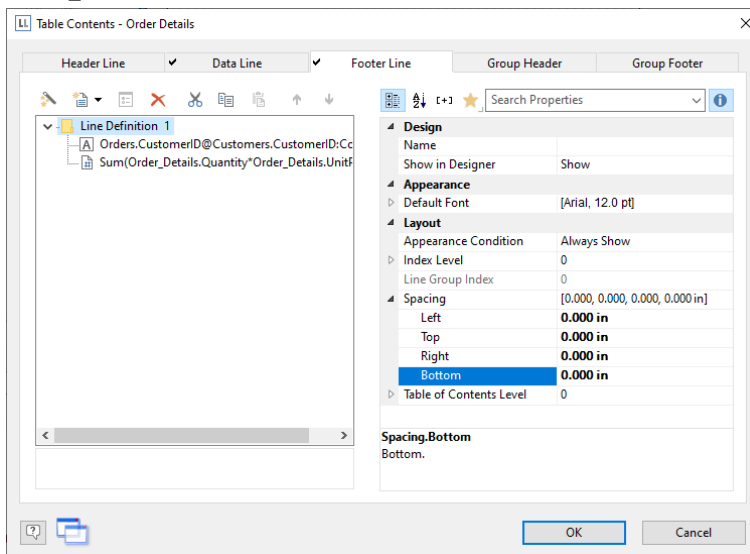 LL Table Contents - Order Details
Header Line
Data Line
Footer Line
Group Header
Group Footer
Line Definition 1
A Orders.CustomerID@Customers.CustomerID:Cc
# Sum(Order_Details.Quantity*Order_Details.UnitP
Search Properties
Design
Name
Show in Designer Show
Appearance
Default Font [Arial, 12.0 pt]
Layout
Appearance Condition Always Show
Index Level 0
Line Group Index 0
Spacing [0.000, 0.000, 0.000, 0.000 in]
Left 0.000 in
Top 0.000 in
Right 0.000 in
Bottom 0.000 in
Table of Contents Level 0
Spacing.Bottom
Bottom.
OK
Cancel